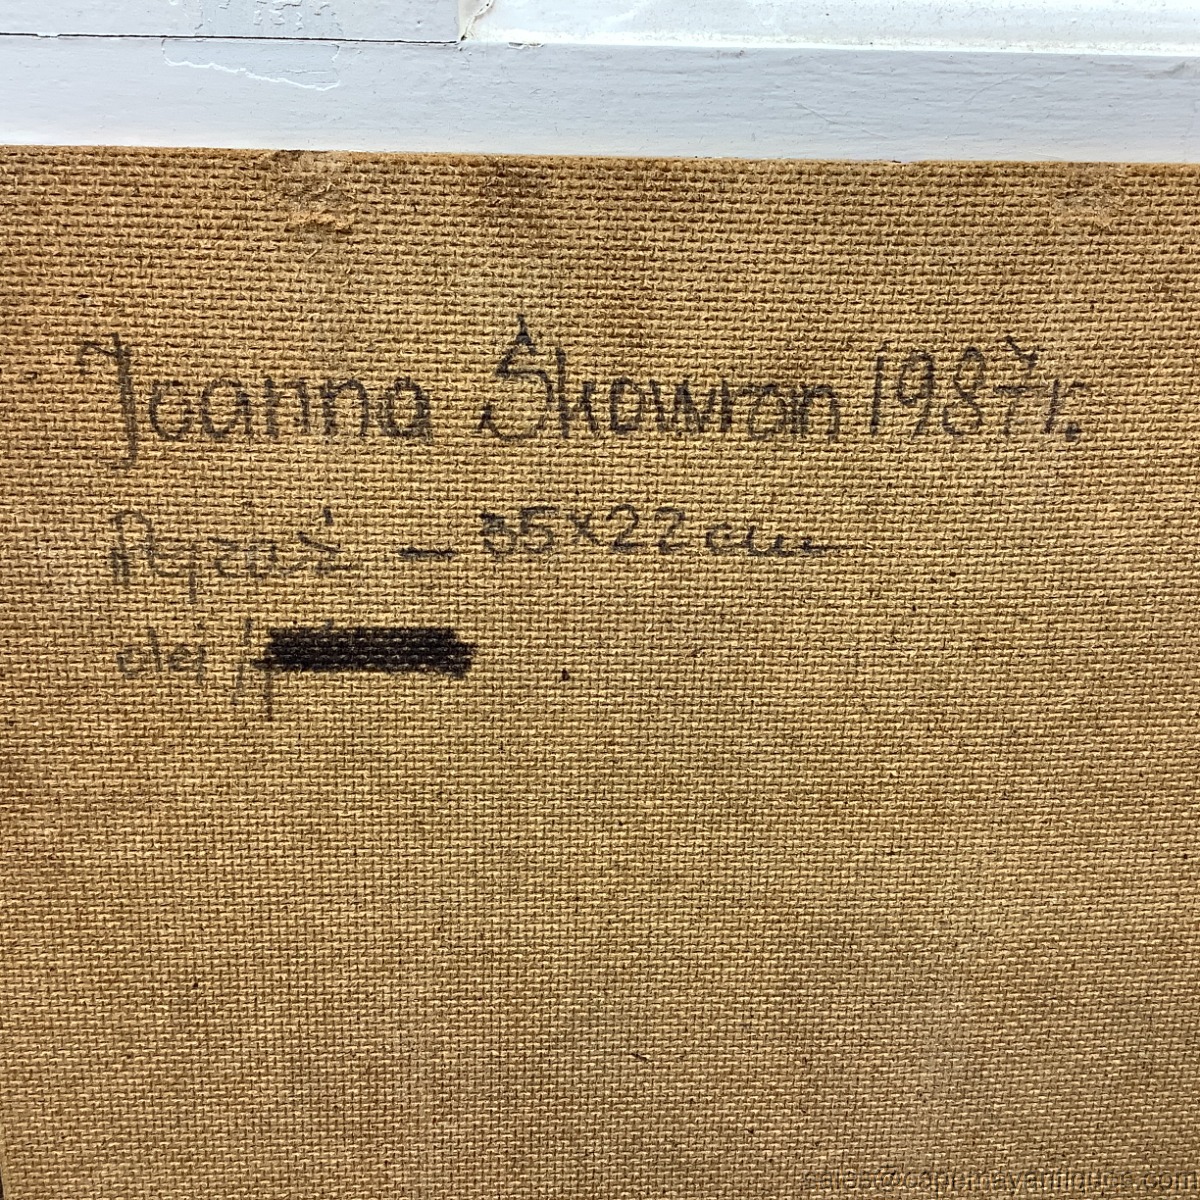 Joanna Skowron 1987r.
Pejzaż – 35x22 cm
olej /